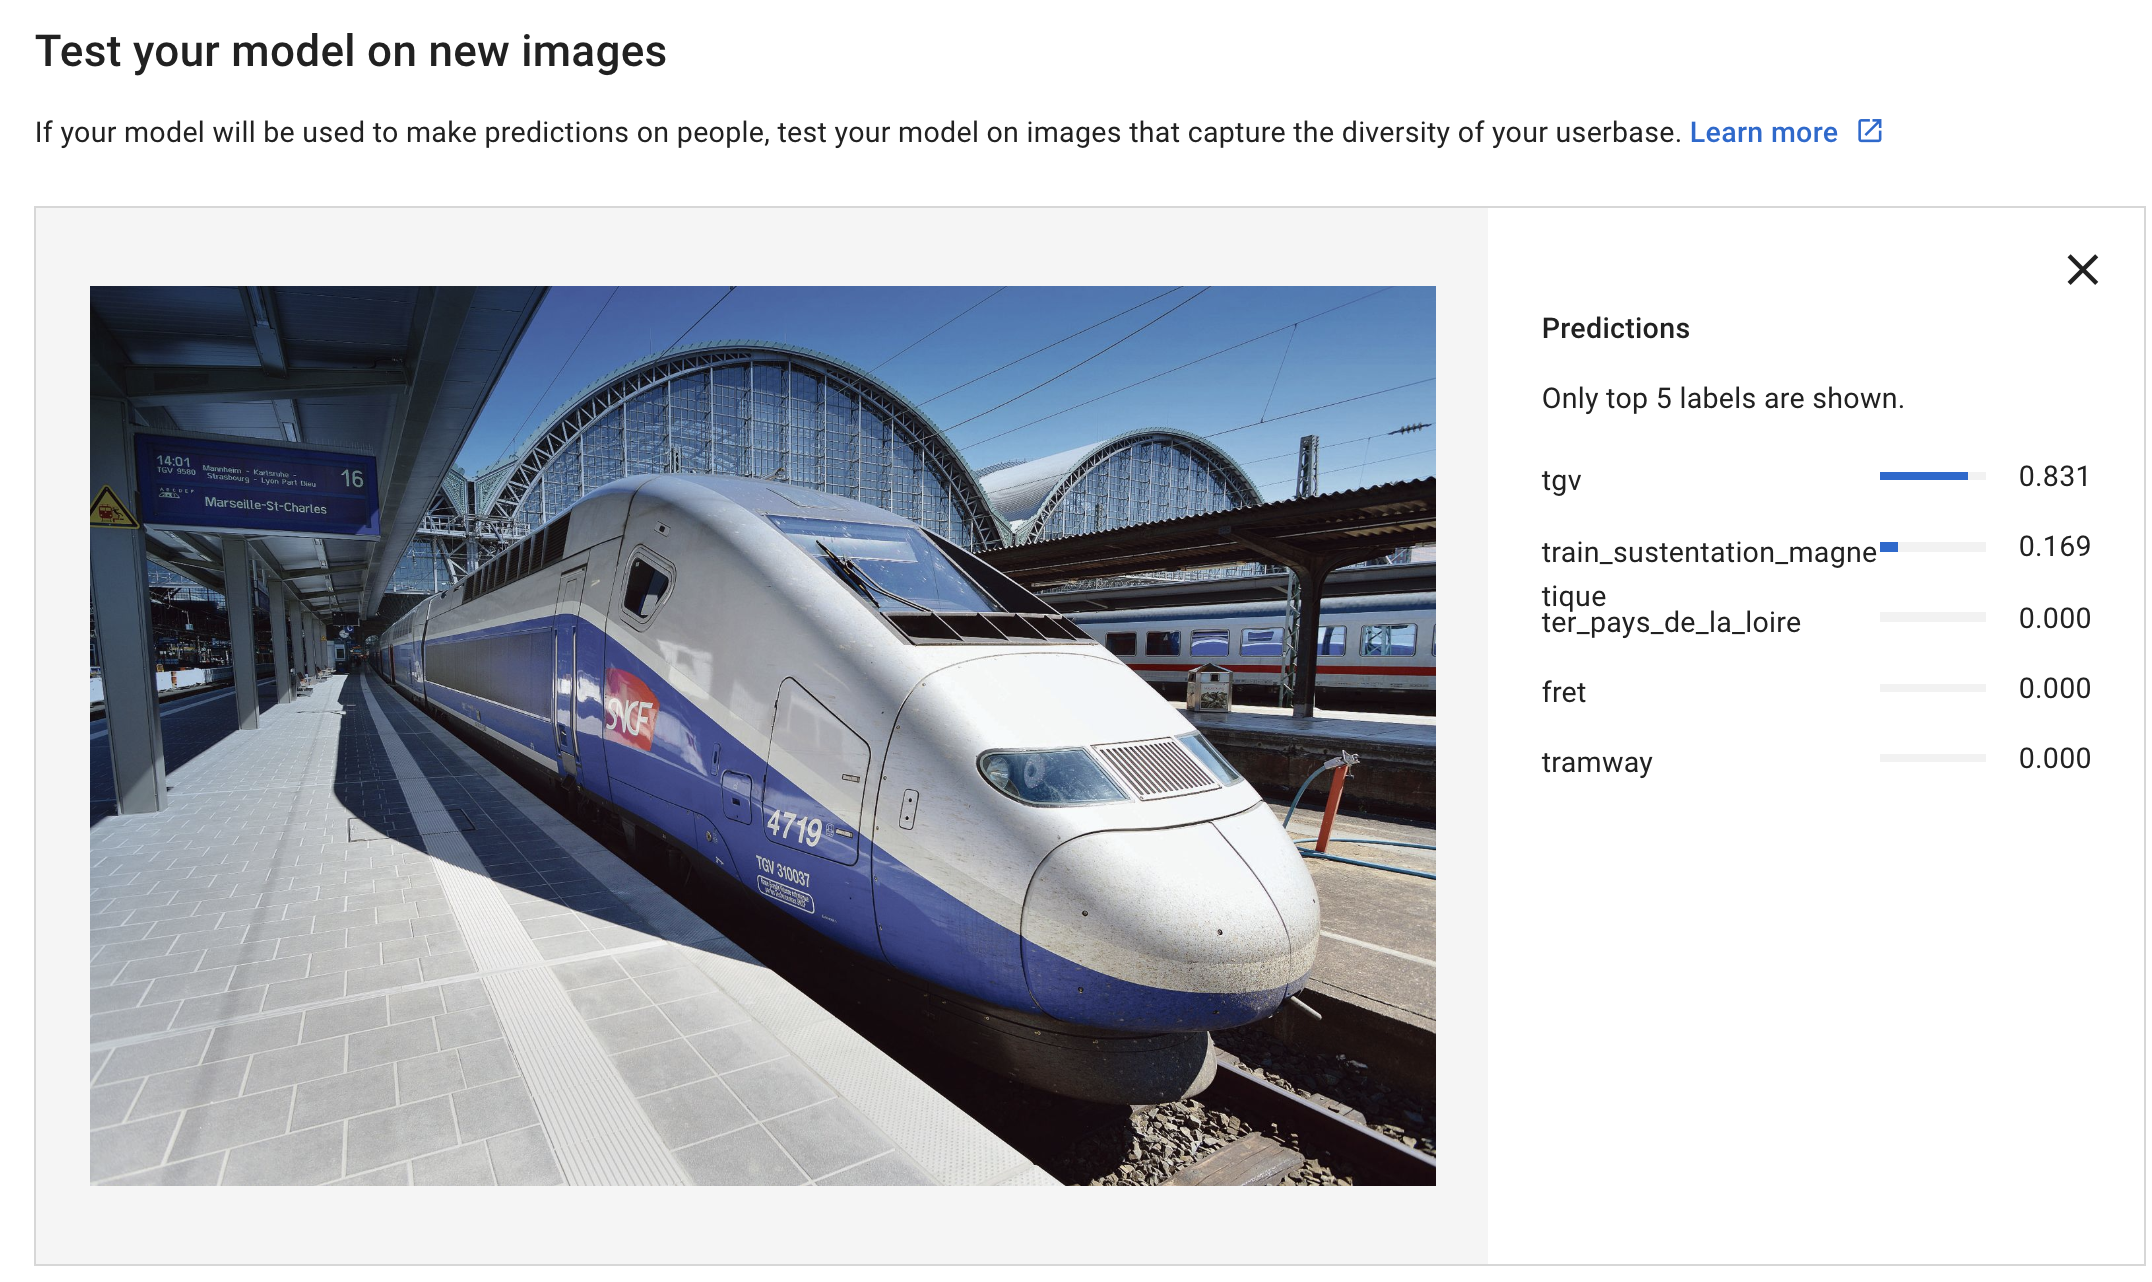 Test your model on new images
If your model will be used to make predictions on people, test your model on images that capture the diversity of your userbase. Learn more
14:01
TGV 9580
Mannheim - Karlsruhe -
Strasbourg - Lyon Part Dieu
16
Marseille-St-Charles
SNCF
4719
TGV 310037
Predictions
Only top 5 labels are shown.
tgv 0.831
train_sustentation_magne 0.169
tique
ter_pays_de_la_loire 0.000
fret 0.000
tramway 0.000